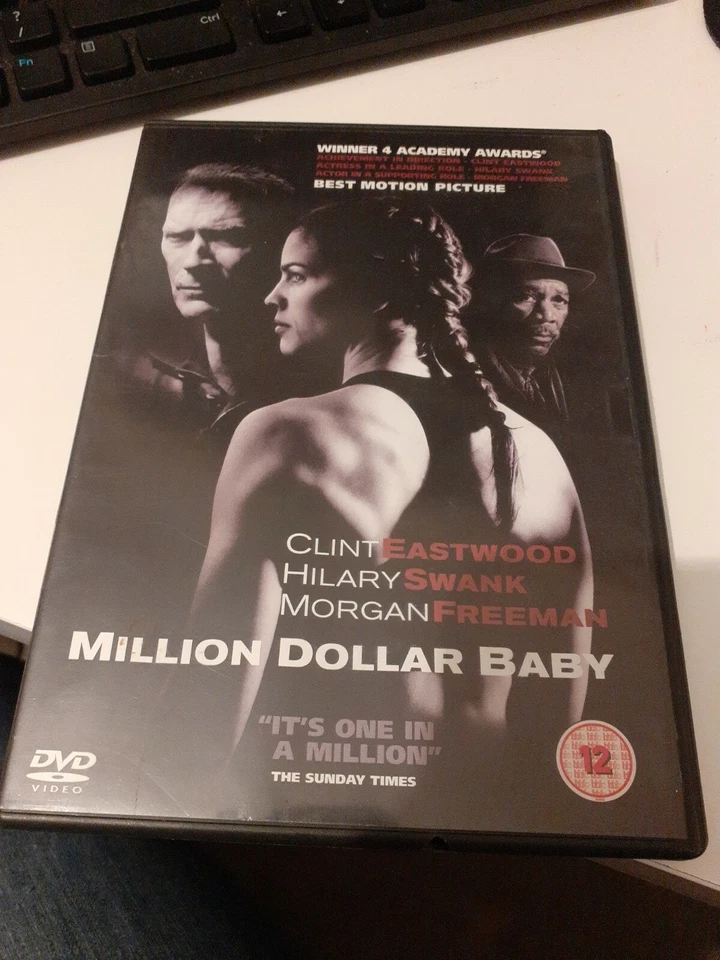 ?
/
Ctrl
Fn
WINNER 4 ACADEMY AWARDS®
ACHIEVEMENT IN DIRECTION - CLINT EASTWOOD
ACTRESS IN A LEADING ROLE - HILARY SWANK
ACTOR IN A SUPPORTING ROLE - MORGAN FREEMAN
BEST MOTION PICTURE
CLINT EASTWOOD
HILARY SWANK
MORGAN FREEMAN
MILLION DOLLAR BABY
"IT'S ONE IN
A MILLION"
THE SUNDAY TIMES
DVD
VIDEO
12